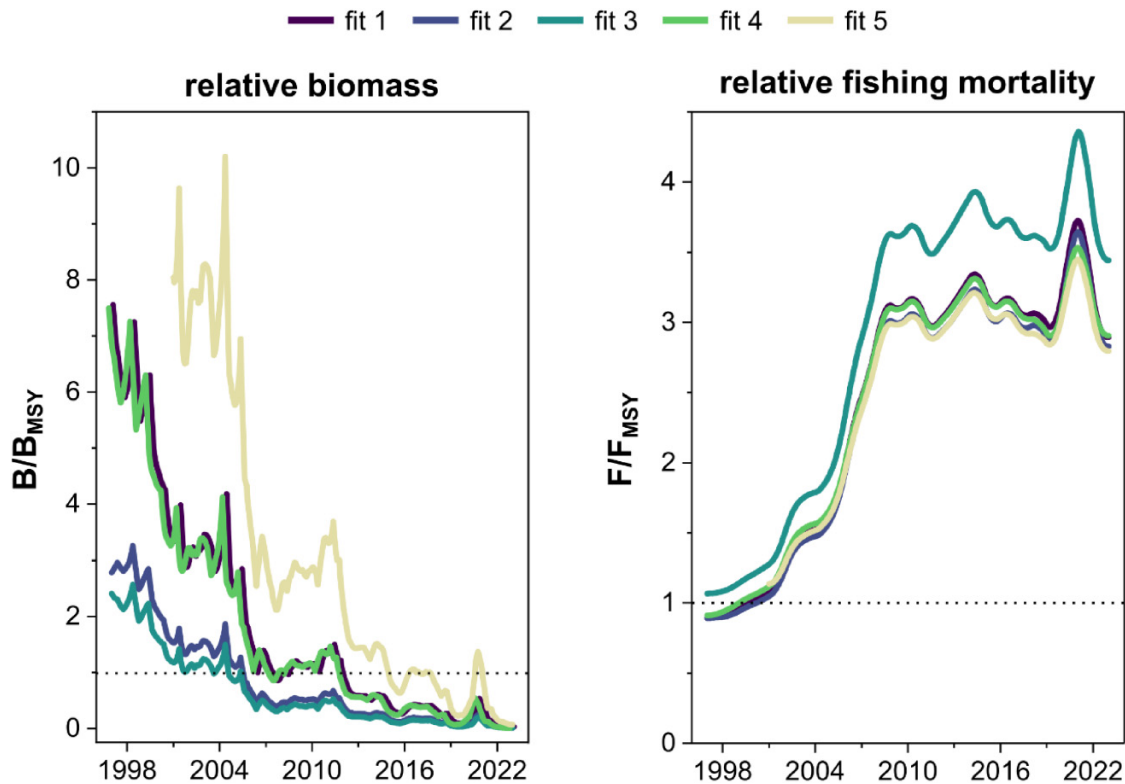 fit 1 fit 2 fit 3 fit 4 fit 5
relative biomass
B/BMSY
10
8
6
4
2
0
1998 2004 2010 2016 2022
relative fishing mortality
F/FMSY
4
3
2
1
0
1998 2004 2010 2016 2022